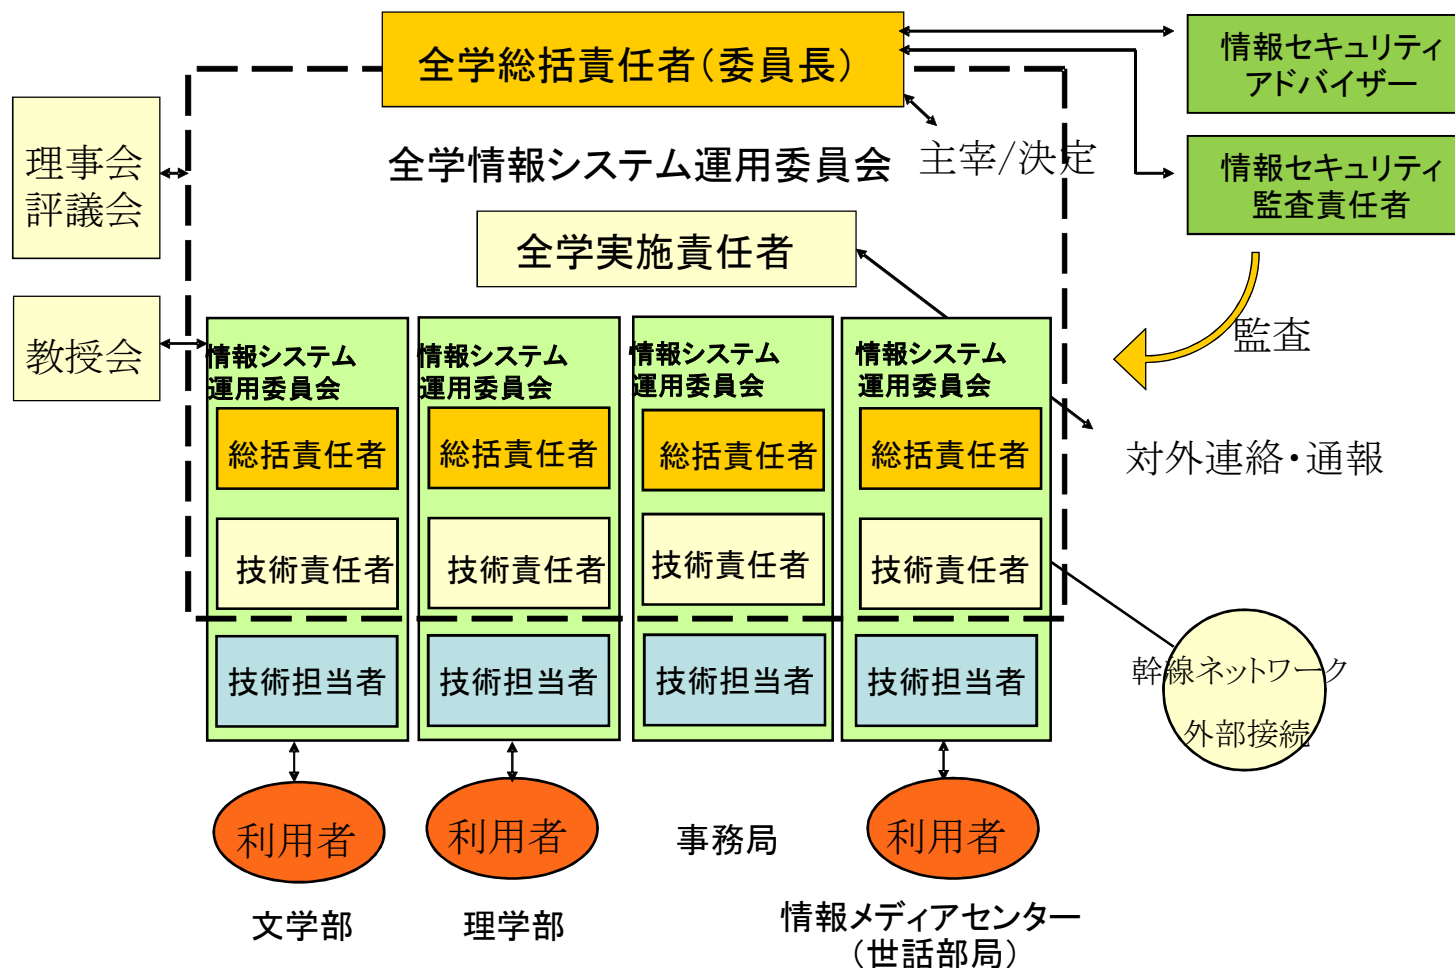 全学総括責任者(委員長)
情報セキュリティ
アドバイザー
理事会
評議会
全学情報システム運用委員会
主宰/決定
情報セキュリティ
監査責任者
全学実施責任者
監査
教授会
情報システム
運用委員会
情報システム
運用委員会
情報システム
運用委員会
情報システム
運用委員会
総括責任者
総括責任者
総括責任者
総括責任者
対外連絡・通報
技術責任者
技術責任者
技術責任者
技術責任者
技術担当者
技術担当者
技術担当者
技術担当者
幹線ネットワーク
外部接続
利用者
利用者
事務局
利用者
文学部
理学部
情報メディアセンター
(世話部局)